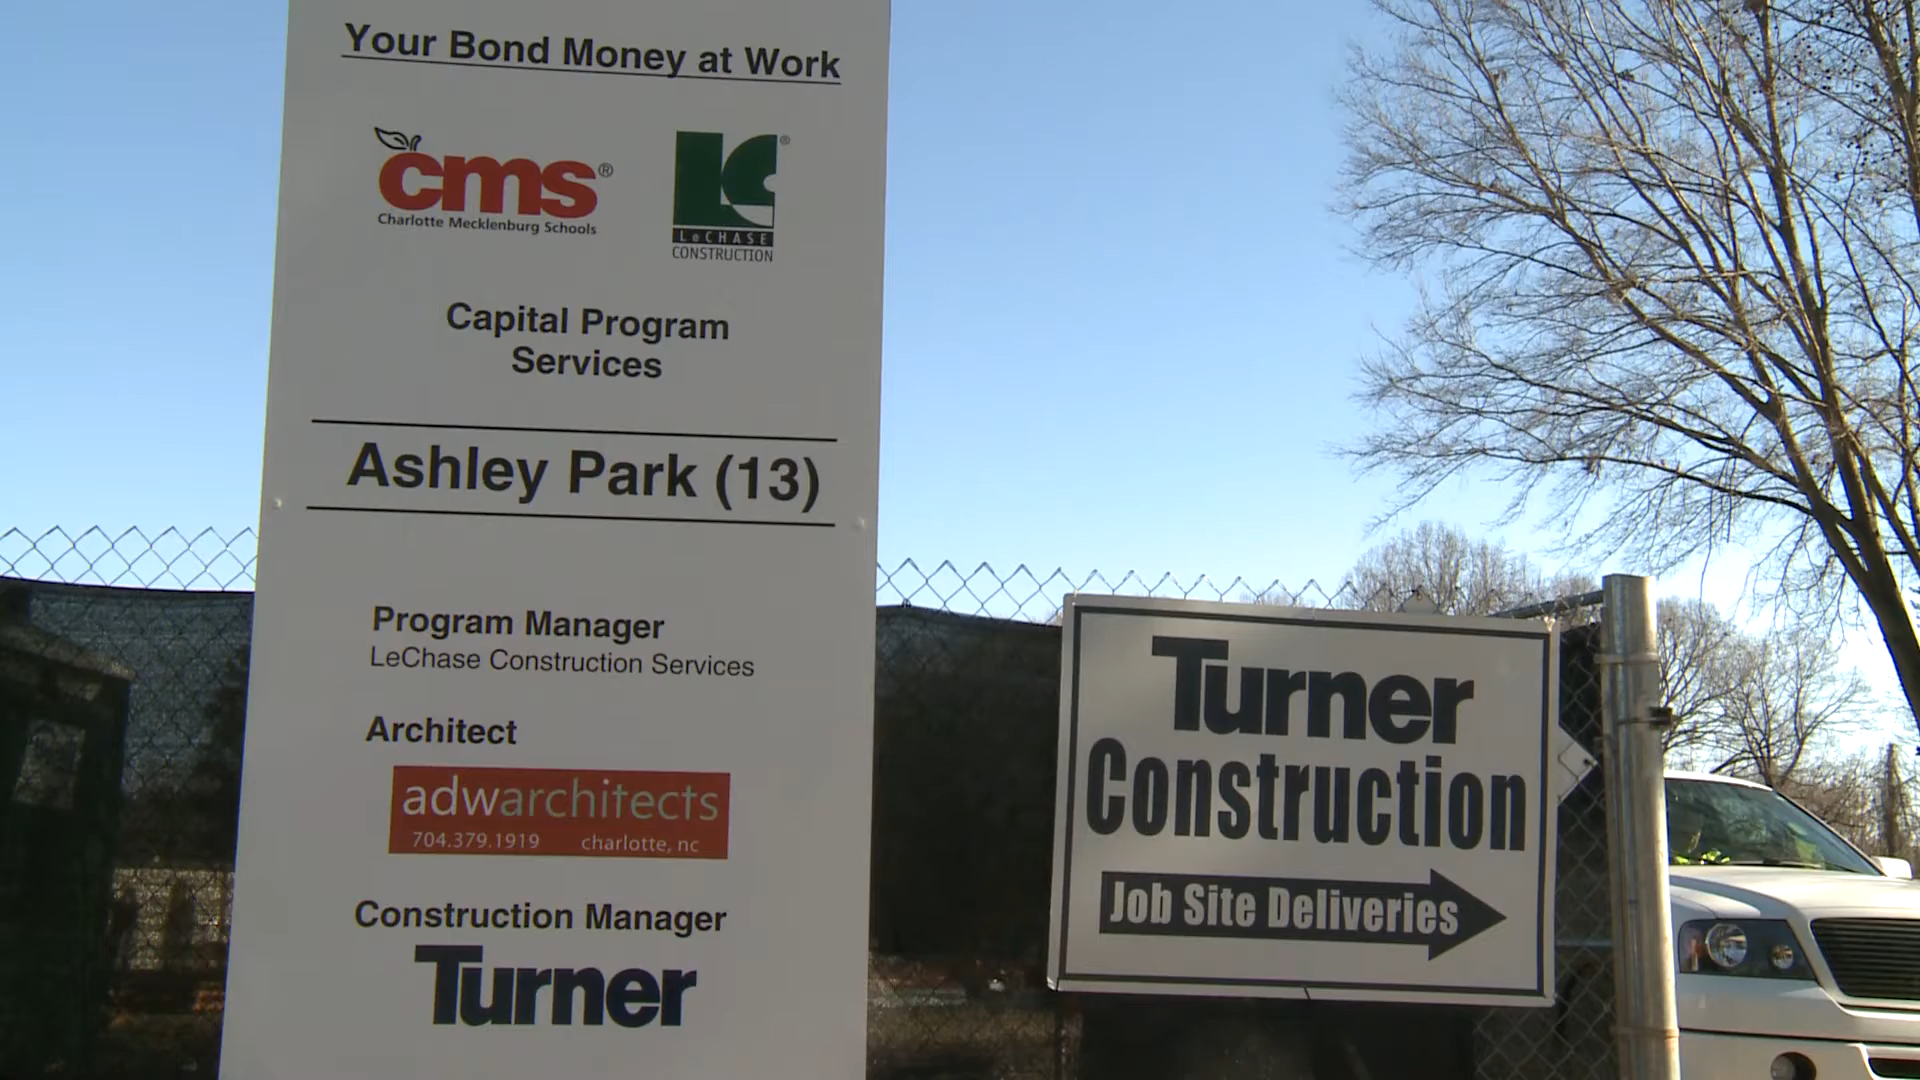 Your Bond Money at Work
cms®
Charlotte Mecklenburg Schools
LC®
LeCHASE
CONSTRUCTION
Capital Program
Services
Ashley Park (13)
Program Manager
LeChase Construction Services
Architect
adwarchitects
704.379.1919 charlotte, nc
Construction Manager
Turner
Turner
Construction
Job Site Deliveries